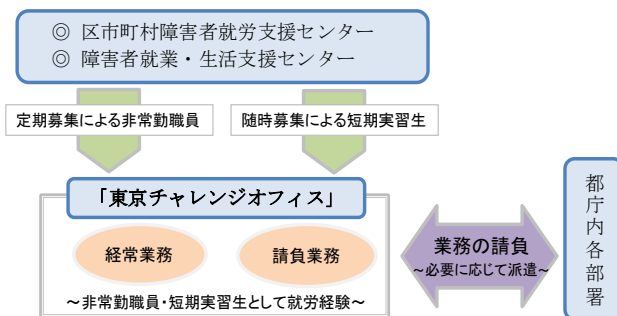 ◎ 区市町村障害者就労支援センター
◎ 障害者就業・生活支援センター
定期募集による非常勤職員
随時募集による短期実習生
「東京チャレンジオフィス」
経常業務
請負業務
～非常勤職員・短期実習生として就労経験～
業務の請負
～必要に応じて派遣～
都庁内各部署